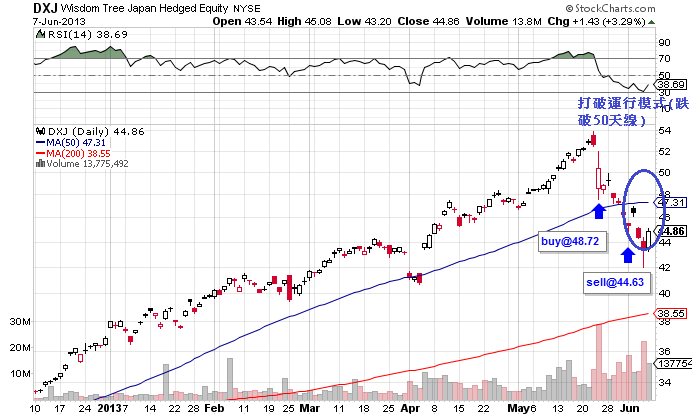 DXJ Wisdom Tree Japan Hedged Equity NYSE
© StockCharts.com
7-Jun-2013
Open 43.54 High 45.08 Low 43.20 Close 44.86 Volume 13.8M Chg +1.43 (+3.29%)
RSI(14) 38.69
90
70
50
38.69
30
10
打破運行模式(跌
破50天線)
DXJ (Daily) 44.86
MA(50) 47.31
MA(200) 38.55
Volume 13,775,492
54
52
50
48
47.31
46
44.86
44
42
40
38.55
38
36
34
buy@48.72
sell@44.63
30M
20M
10M
1377549
10 17 24 2013 7 14 22 Feb 11 19 25 Mar 11 18 25 Apr 8 15 22 May 6 13 20 28 Jun